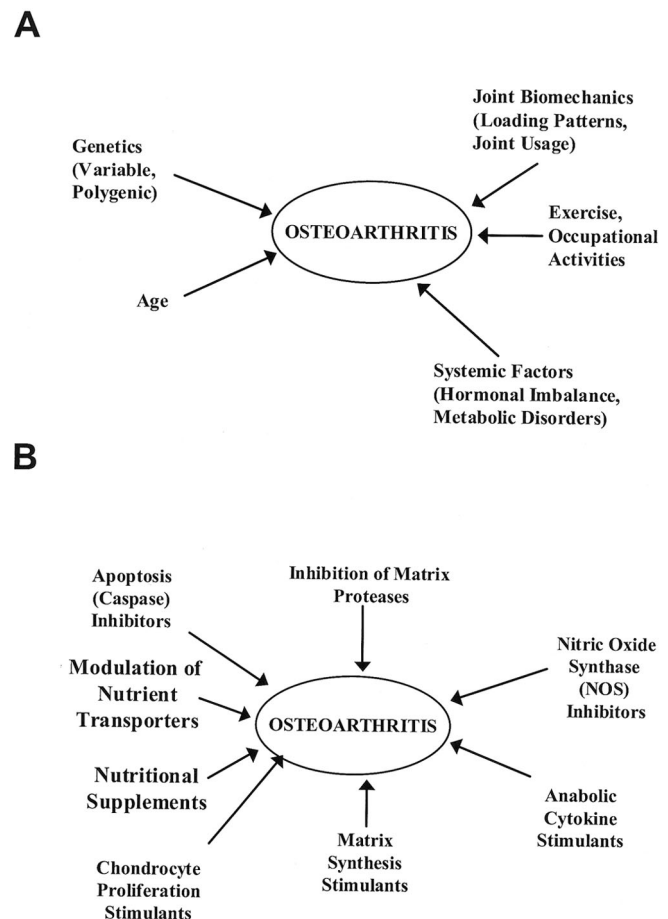 A
Joint Biomechanics
(Loading Patterns,
Joint Usage)
Genetics
(Variable,
Polygenic)
OSTEOARTHRITIS
Exercise,
Occupational
Activities
Age
Systemic Factors
(Hormonal Imbalance,
Metabolic Disorders)
B
Apoptosis
(Caspase)
Inhibitors
Inhibition of Matrix
Proteases
Nitric Oxide
Synthase
(NOS)
Inhibitors
Modulation of
Nutrient
Transporters
OSTEOARTHRITIS
Nutritional
Supplements
Anabolic
Cytokine
Stimulants
Chondrocyte
Proliferation
Stimulants
Matrix
Synthesis
Stimulants